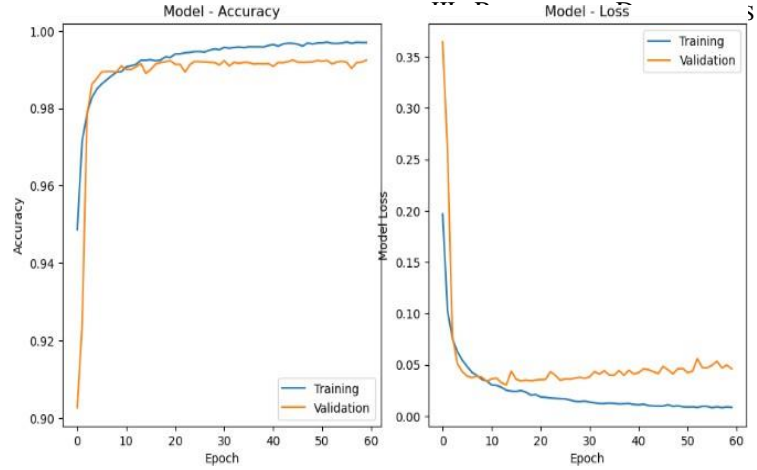 Model - Accuracy
1.00
0.98
0.96
0.94
0.92
0.90
Accuracy
0
10
20
30
40
50
60
Epoch
Training
Validation
Model - Loss
0.35
0.30
0.25
0.20
0.15
0.10
0.05
0.00
Model Loss
0
10
20
30
40
50
60
Epoch
Training
Validation